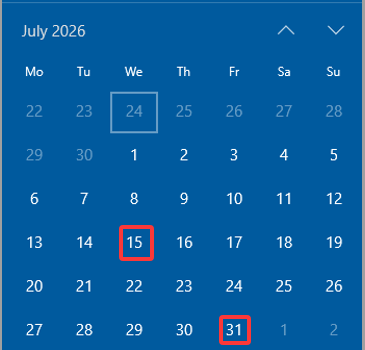 July 2026
Mo Tu We Th Fr Sa Su
22 23 24 25 26 27 28
29 30 1 2 3 4 5
6 7 8 9 10 11 12
13 14 15 16 17 18 19
20 21 22 23 24 25 26
27 28 29 30 31 1 2